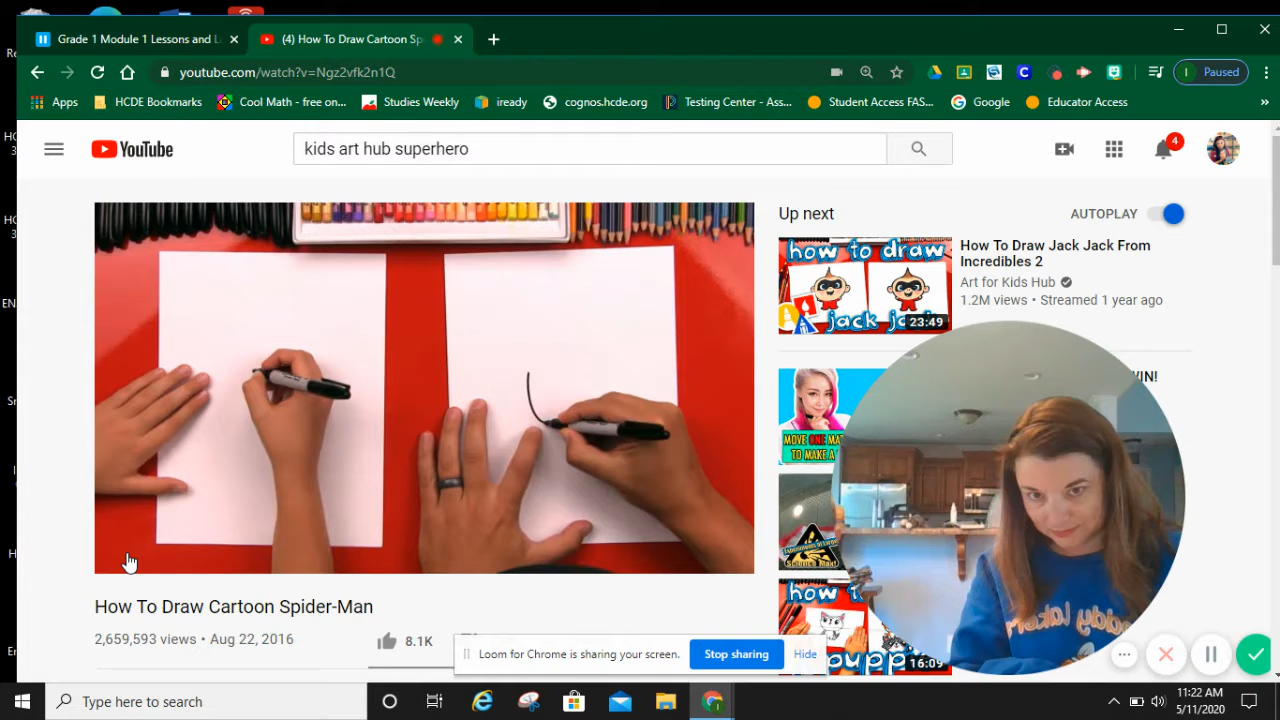 Grade 1 Module 1 Lessons and L
(4) How To Draw Cartoon Sp
youtube.com/watch?v=Ngz2vfk2n1Q
Paused
Apps
HCDE Bookmarks
Cool Math - free on...
Studies Weekly
iready
cognos.hcde.org
Testing Center - Ass...
Student Access FAS...
Google
Educator Access
YouTube
kids art hub superhero
4
Up next
AUTOPLAY
how to draw
jack
23:49
How To Draw Jack Jack From
Incredibles 2
Art for Kids Hub
1.2M views • Streamed 1 year ago
WIN!
MOVE ONE MA
TO MAKE A
how t
16:09
How To Draw Cartoon Spider-Man
2,659,593 views • Aug 22, 2016
8.1K
Loom for Chrome is sharing your screen.
Stop sharing
Hide
Type here to search
11:22 AM
5/11/2020